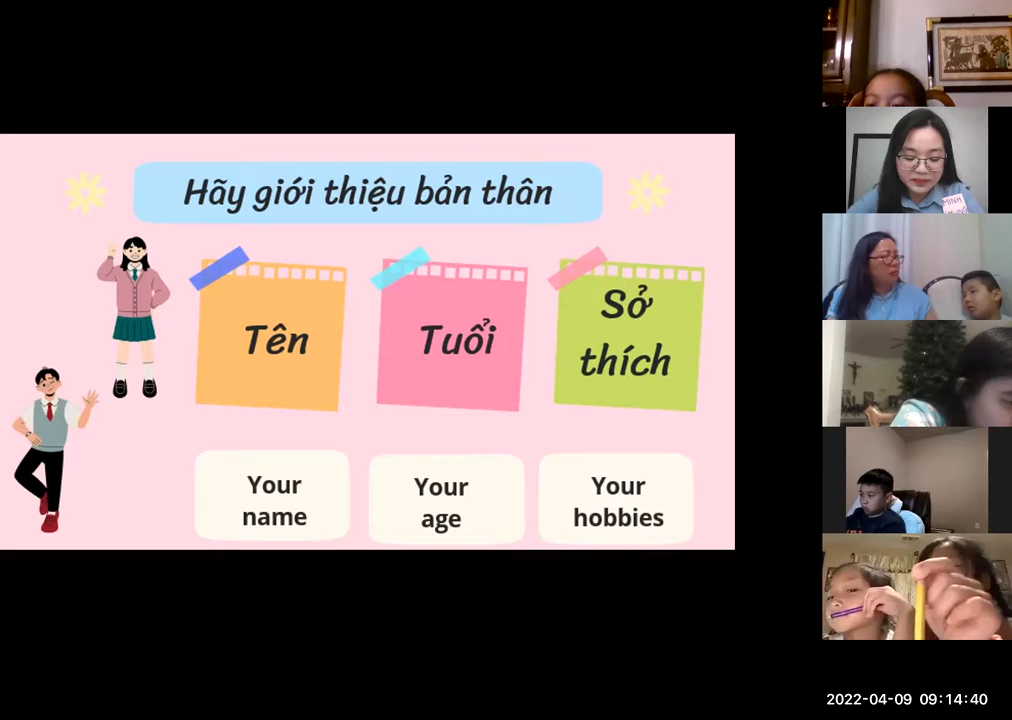 Hãy giới thiệu bản thân
Tên
Tuổi
Sở
thích
Your
name
Your
age
Your
hobbies
MINH
2022-04-09 09:14:40